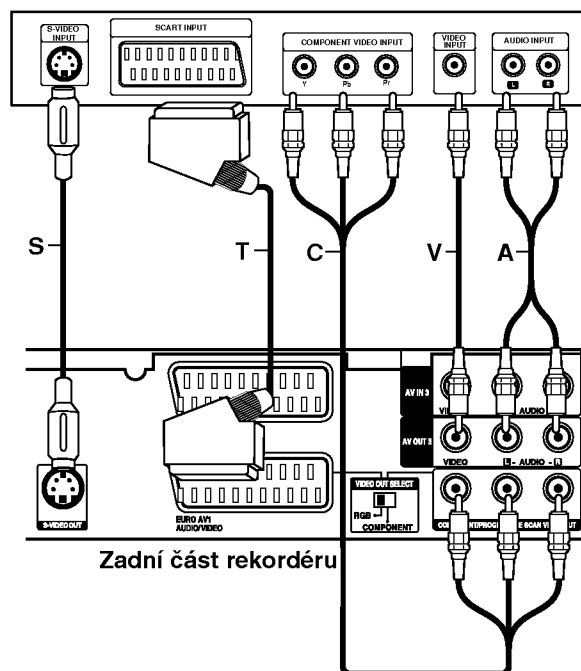 S-VIDEO
INPUT
SCART INPUT
COMPONENT VIDEO INPUT
Y
Pb
Pr
VIDEO
INPUT
AUDIO INPUT
L
R
S
T
C
V
A
AV IN 3
AUDIO
AV OUT 3
VIDEO
L - AUDIO - R
VIDEO OUT SELECT
RGB
COMPONENT
S-VIDEO OUT
EURO AV1
AUDIO/VIDEO
Zadní část rekordéru